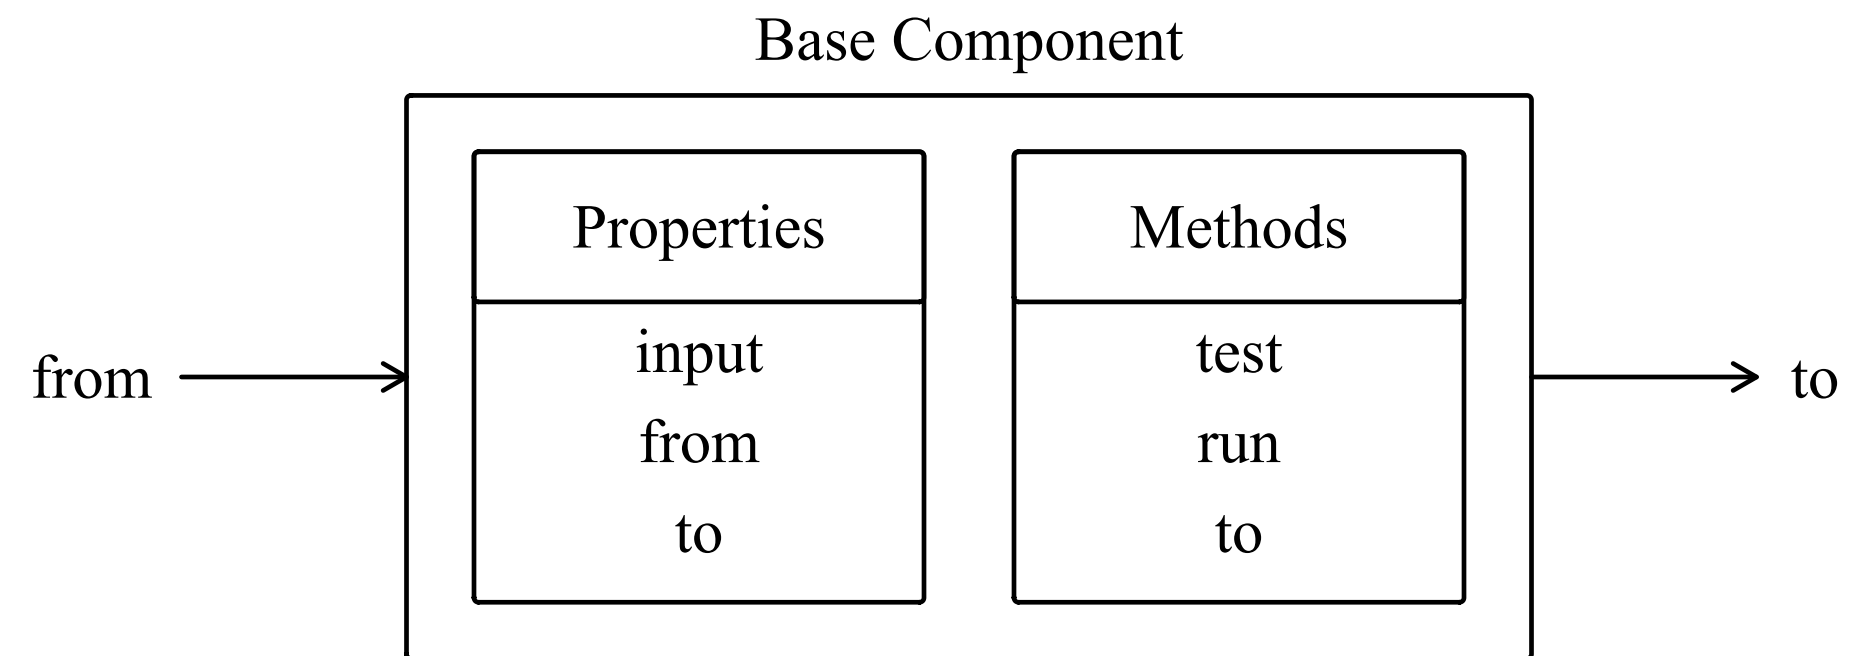 Base Component
Properties
input
from
to
Methods
test
run
to
from
to